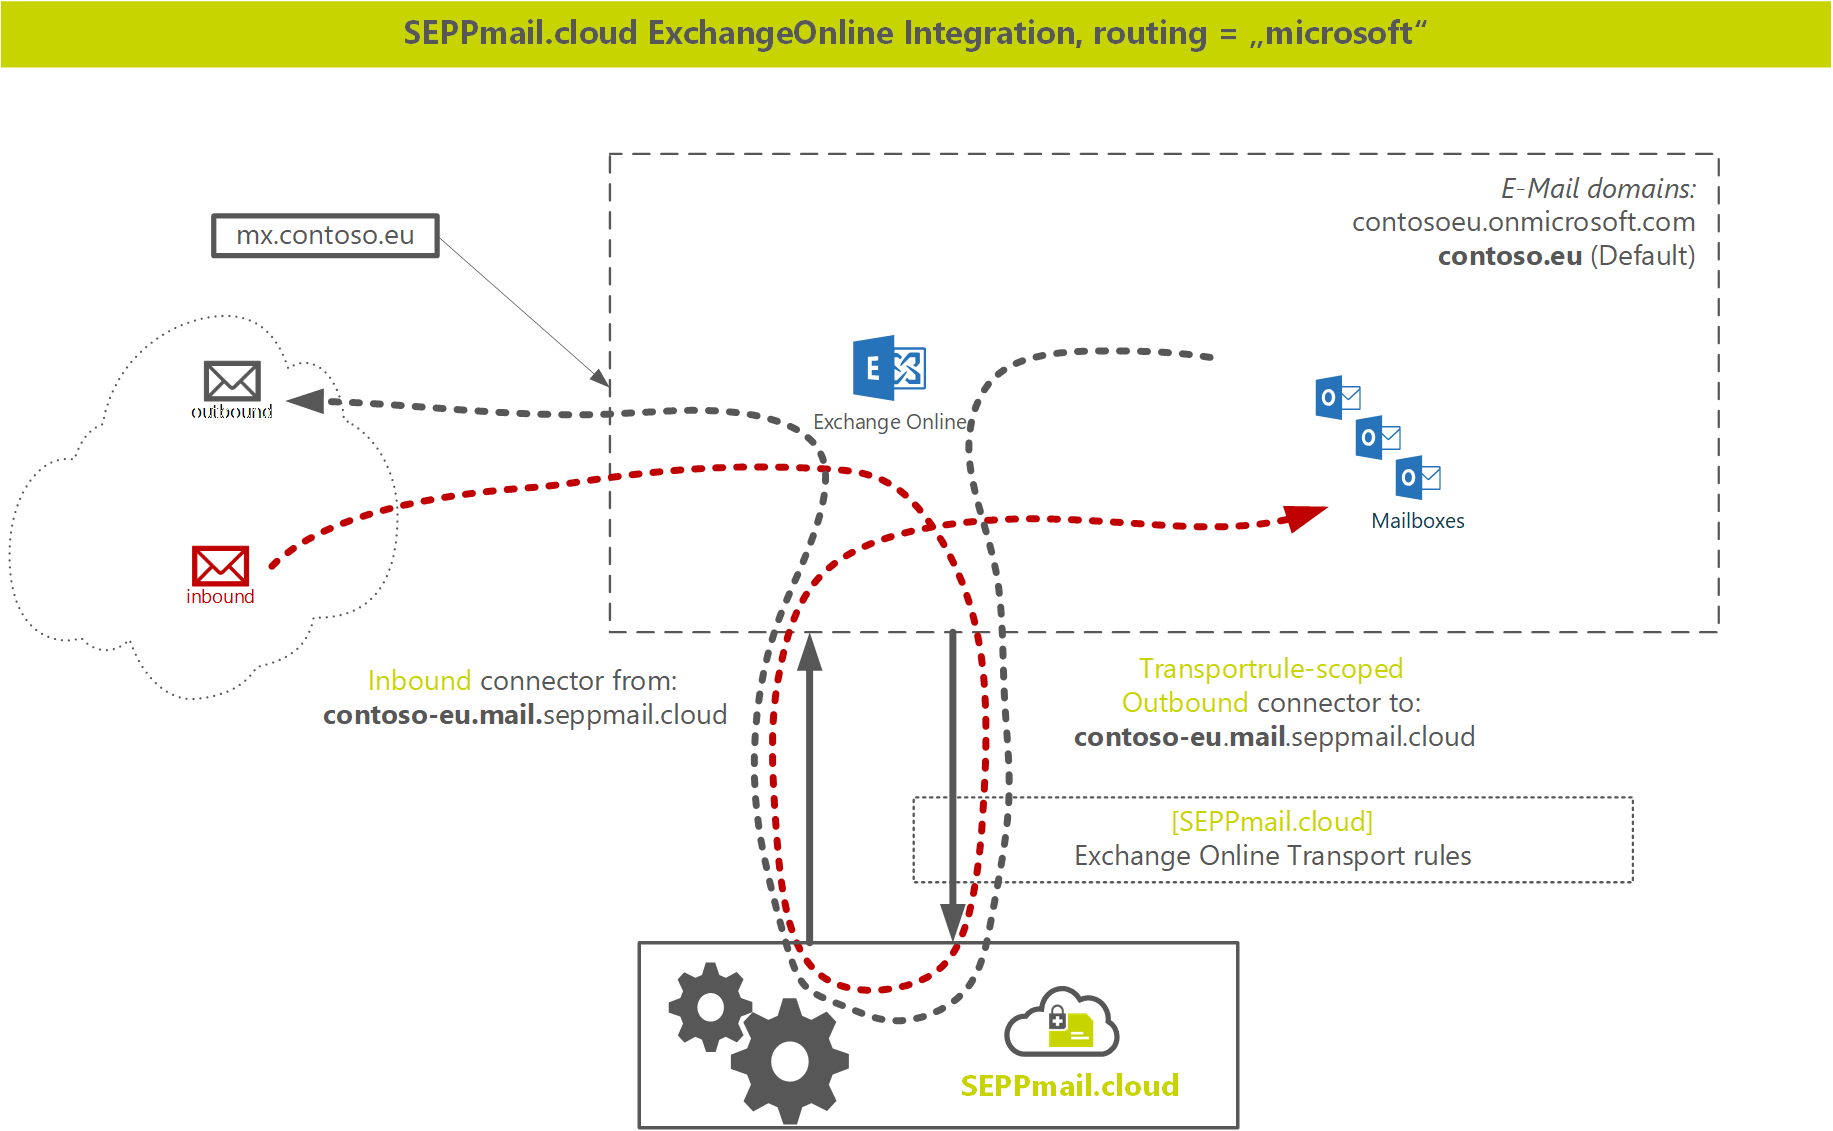 SEPPmail.cloud ExchangeOnline Integration, routing = „microsoft“
E-Mail domains:
contosoeu.onmicrosoft.com
contoso.eu (Default)
mx.contoso.eu
outbound
E
Exchange Online
O
O
O
Mailboxes
inbound
Inbound connector from:
contoso-eu.mail.seppmail.cloud
Transportrule-scoped
Outbound connector to:
contoso-eu.mail.seppmail.cloud
[SEPPmail.cloud]
Exchange Online Transport rules
SEPPmail.cloud